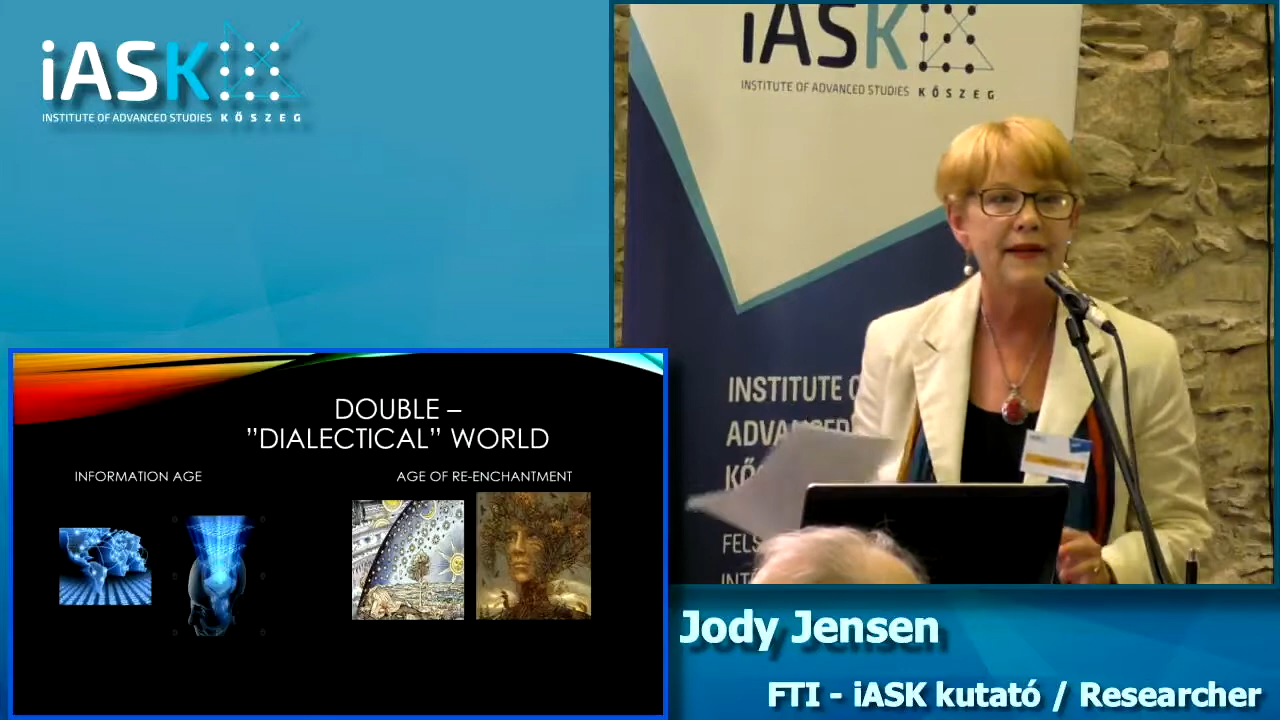 iASK
INSTITUTE OF ADVANCED STUDIES KŐSZEG
iASK
INSTITUTE OF ADVANCED STUDIES KŐSZEG
INSTITUTE
FELS
DOUBLE –
”DIALECTICAL” WORLD
INFORMATION AGE
AGE OF RE-ENCHANTMENT
Jody Jensen
FTI - iASK kutató / Researcher